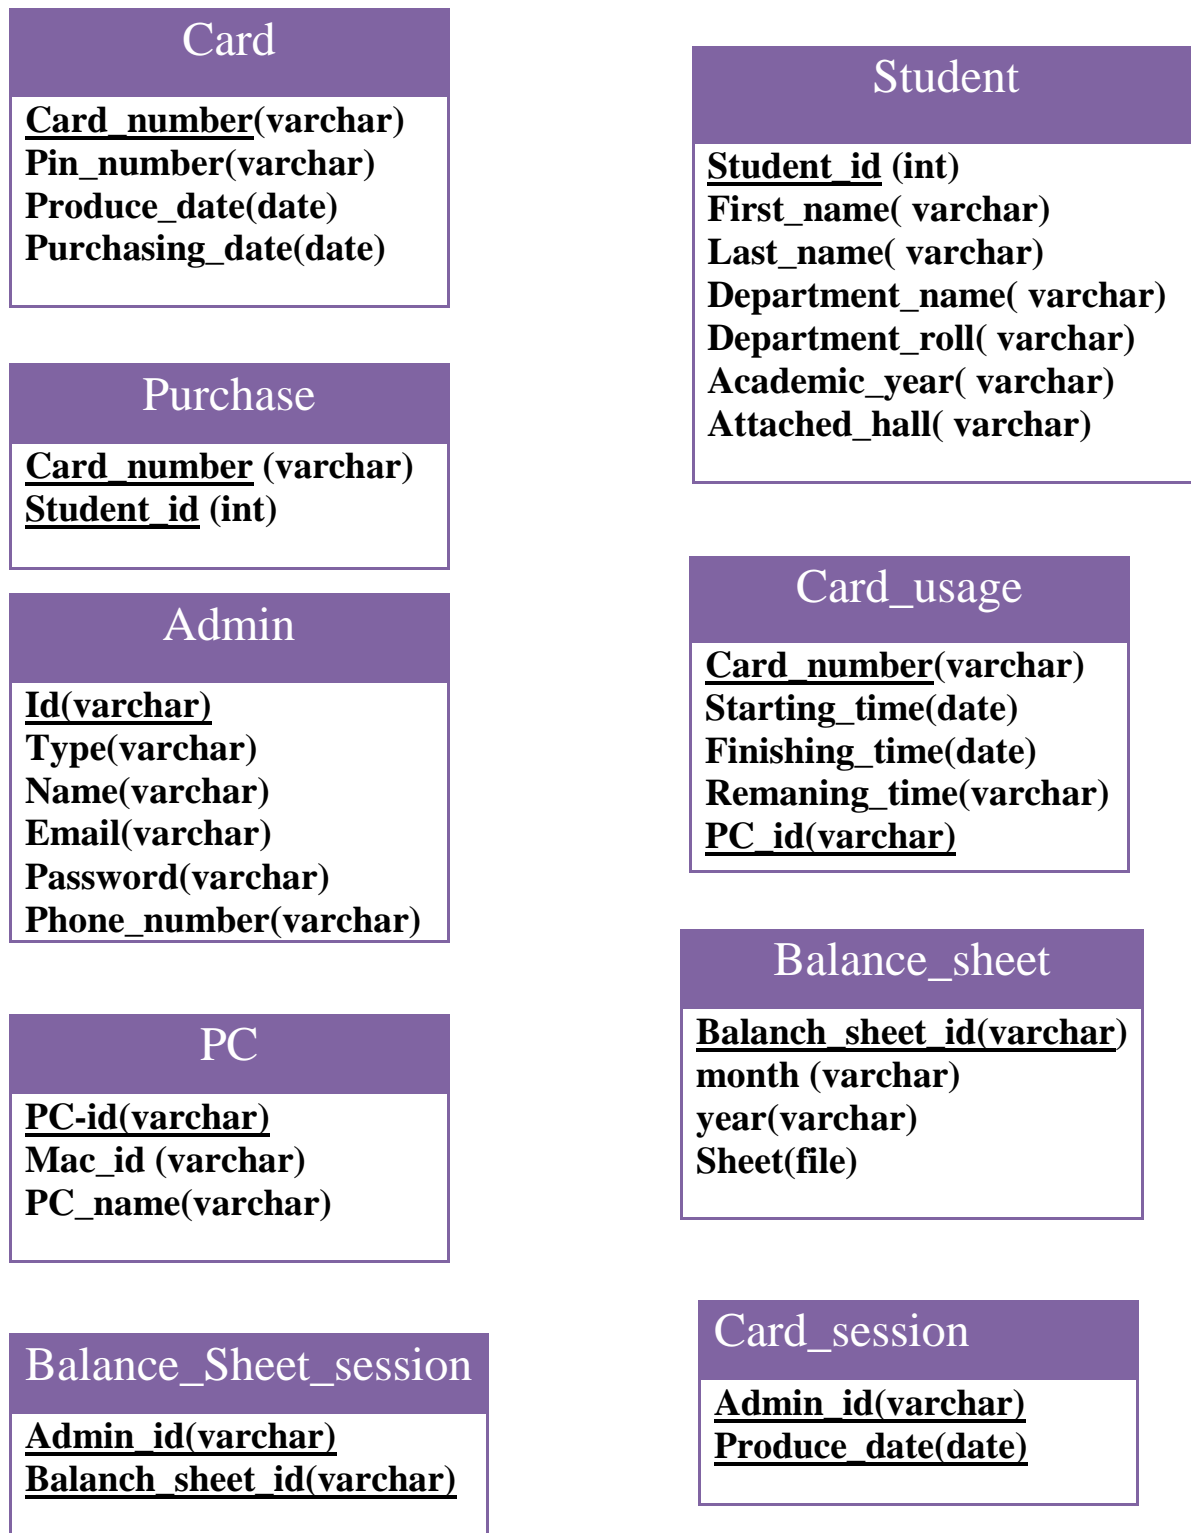 Card
Card_number(varchar)
Pin_number(varchar)
Produce_date(date)
Purchasing_date(date)
Student
Student_id (int)
First_name( varchar)
Last_name( varchar)
Department_name( varchar)
Department_roll( varchar)
Academic_year( varchar)
Attached_hall( varchar)
Purchase
Card_number (varchar)
Student_id (int)
Card_usage
Card_number(varchar)
Starting_time(date)
Finishing_time(date)
Remaning_time(varchar)
PC_id(varchar)
Admin
Id(varchar)
Type(varchar)
Name(varchar)
Email(varchar)
Password(varchar)
Phone_number(varchar)
Balance_sheet
Balanch_sheet_id(varchar)
month (varchar)
year(varchar)
Sheet(file)
PC
PC-id(varchar)
Mac_id (varchar)
PC_name(varchar)
Card_session
Admin_id(varchar)
Produce_date(date)
Balance_Sheet_session
Admin_id(varchar)
Balanch_sheet_id(varchar)